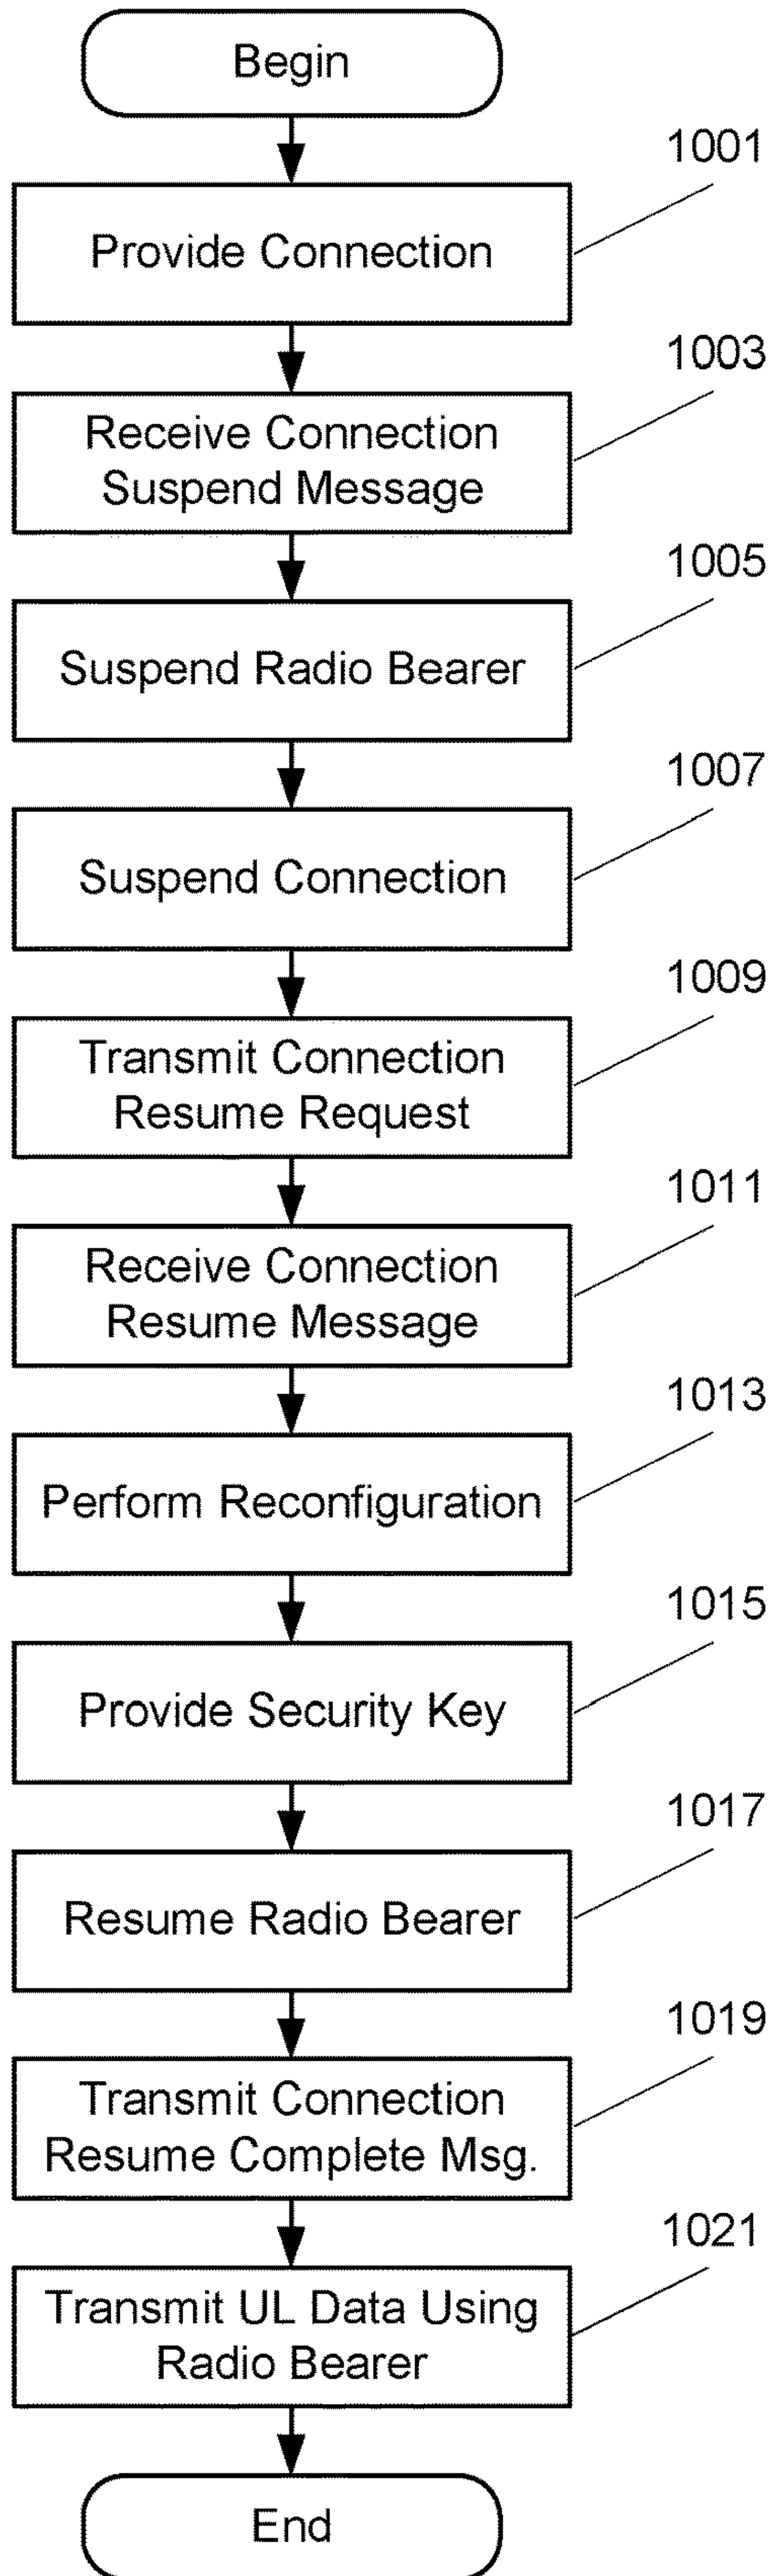 Begin
1001
Provide Connection
1003
Receive Connection
Suspend Message
1005
Suspend Radio Bearer
1007
Suspend Connection
1009
Transmit Connection
Resume Request
1011
Receive Connection
Resume Message
1013
Perform Reconfiguration
1015
Provide Security Key
1017
Resume Radio Bearer
1019
Transmit Connection
Resume Complete Msg.
1021
Transmit UL Data Using
Radio Bearer
End